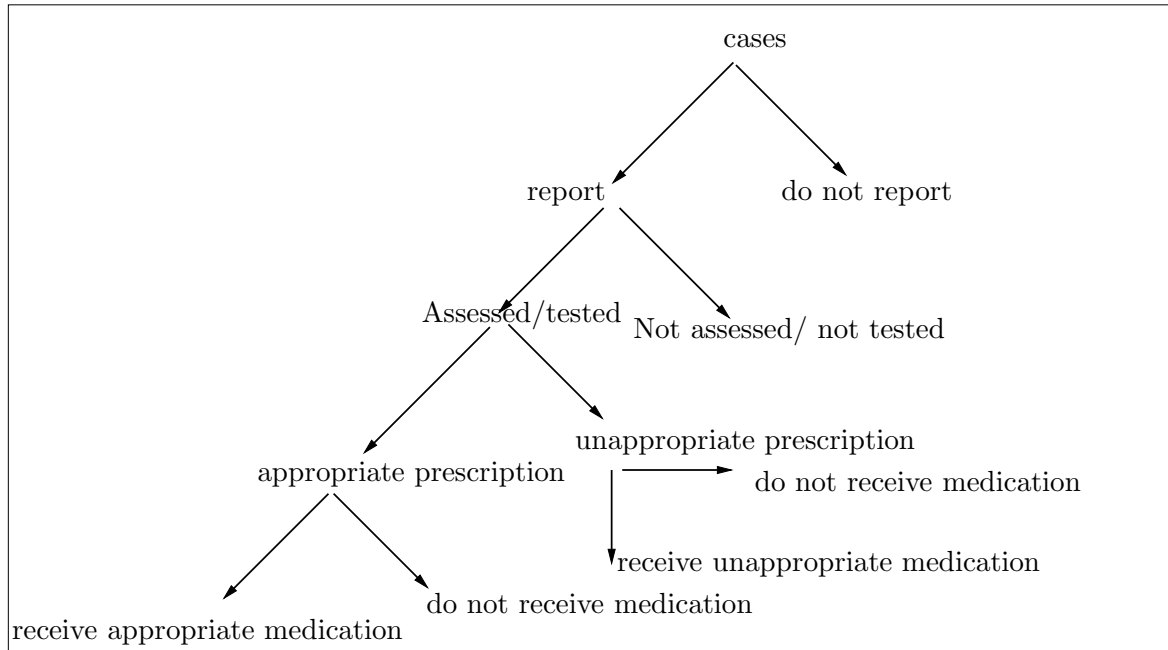 cases
report
do not report
Assessed/tested
Not assessed/ not tested
unappropriate prescription
appropriate prescription
do not receive medication
receive unappropriate medication
do not receive medication
receive appropriate medication